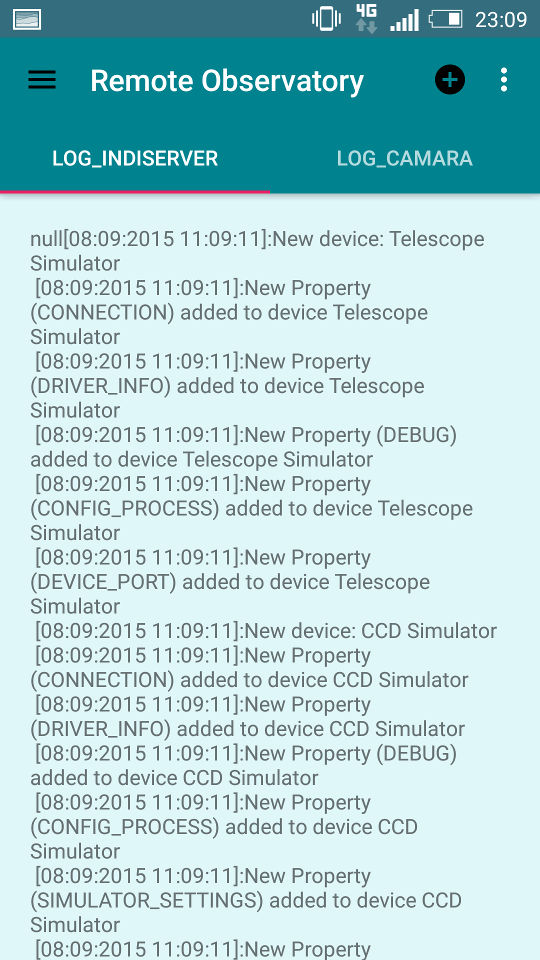 4G
23:09
Remote Observatory
LOG_INDISERVER
LOG_CAMARA
null[08:09:2015 11:09:11]:New device: Telescope
Simulator
[08:09:2015 11:09:11]:New Property
(CONNECTION) added to device Telescope
Simulator
[08:09:2015 11:09:11]:New Property
(DRIVER_INFO) added to device Telescope
Simulator
[08:09:2015 11:09:11]:New Property (DEBUG)
added to device Telescope Simulator
[08:09:2015 11:09:11]:New Property
(CONFIG_PROCESS) added to device Telescope
Simulator
[08:09:2015 11:09:11]:New Property
(DEVICE_PORT) added to device Telescope
Simulator
[08:09:2015 11:09:11]:New device: CCD Simulator
[08:09:2015 11:09:11]:New Property
(CONNECTION) added to device CCD Simulator
[08:09:2015 11:09:11]:New Property
(DRIVER_INFO) added to device CCD Simulator
[08:09:2015 11:09:11]:New Property (DEBUG)
added to device CCD Simulator
[08:09:2015 11:09:11]:New Property
(CONFIG_PROCESS) added to device CCD
Simulator
[08:09:2015 11:09:11]:New Property
(SIMULATOR_SETTINGS) added to device CCD
Simulator
[08:09:2015 11:09:11]:New Property